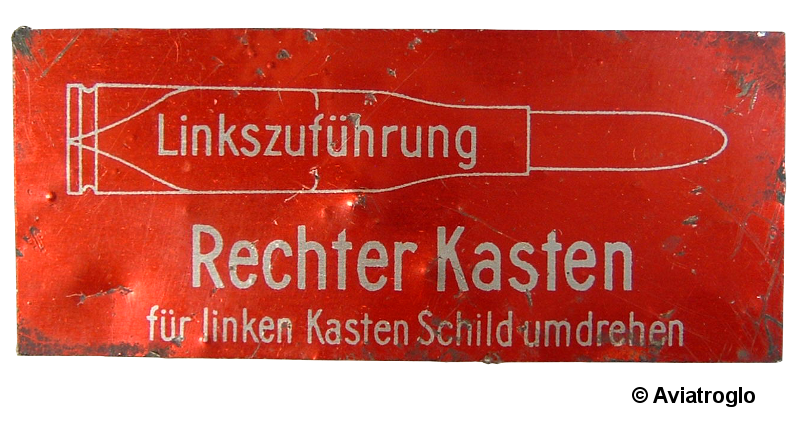 Linkszuführung
Rechter Kasten
für linken Kasten Schild umdrehen
© Aviatroglo